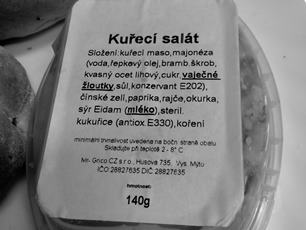 Kuřecí salát
Složení:kuřecí maso,majonéza
(voda,řepkový olej,bramb.škrob,
kvasný ocet lihový,cukr,vaječné
žloutky,sůl,konzervant E202),
čínské zelí,paprika,rajče,okurka,
sýr Eidam (mléko),steril.
kukuřice (antiox E330),koření
minimální trvanlivost uvedena na boční straně obalu
Skladujte při teplotě 2 - 8° C
Mr- Grico CZ s.r.o., Husova 735, Vys. Mýto
IČO:28827635 DIČ 28827635
hmotnost:
140g